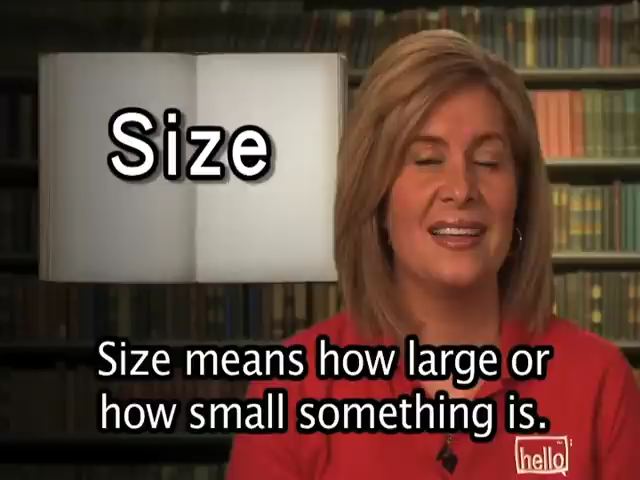 Size
Size means how large or
how small something is.
hello